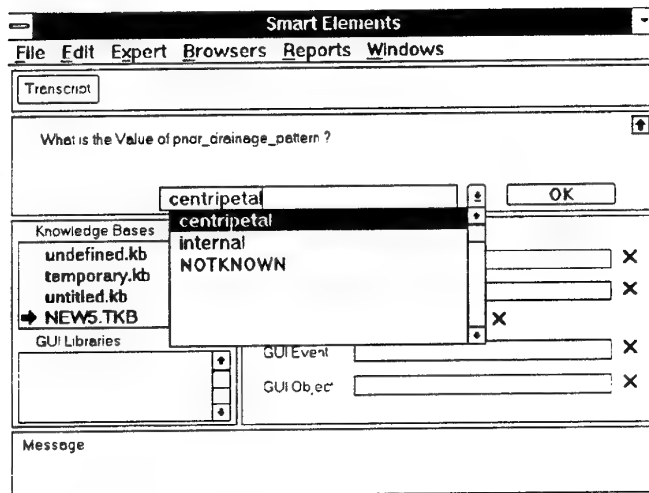 Smart Elements
File Edit Expert Browsers Reports Windows
Transcript
What is the Value of pnar_drainage_pattern ?
centripetal
OK
centripetal
internal
NOTKNOWN
Knowledge Bases
undefined.kb
temporary.kb
untitled.kb
NEW5.TKB
GUI Libraries
GUI Event
GUI Object
Message